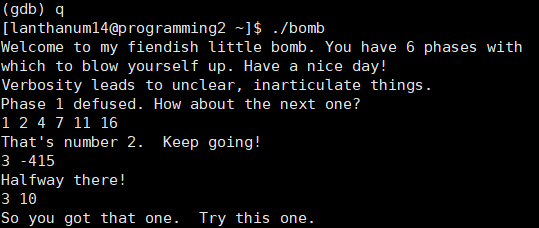 (gdb) q
[lanthanum14@programming2 ~]$ ./bomb
Welcome to my fiendish little bomb. You have 6 phases with
which to blow yourself up. Have a nice day!
Verbosity leads to unclear, inarticulate things.
Phase 1 defused. How about the next one?
1 2 4 7 11 16
That's number 2.  Keep going!
3 -415
Halfway there!
3 10
So you got that one.  Try this one.